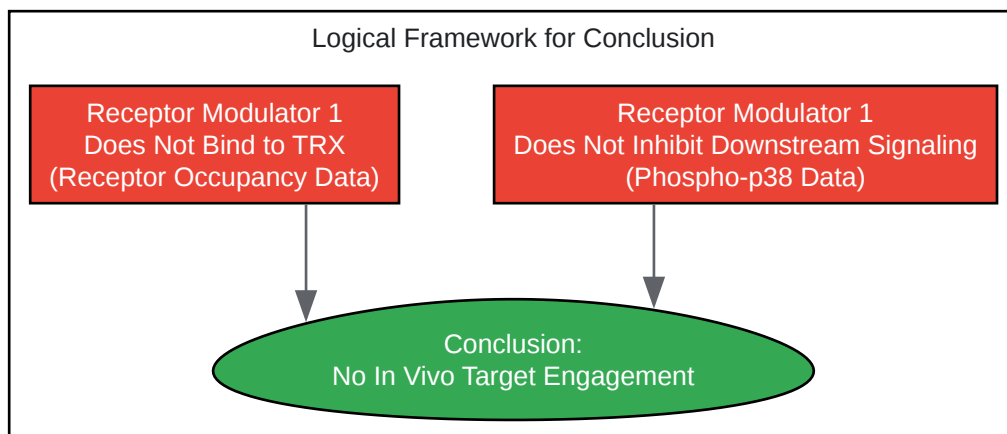 Logical Framework for Conclusion
Receptor Modulator 1
Does Not Bind to TRX
(Receptor Occupancy Data)
Receptor Modulator 1
Does Not Inhibit Downstream Signaling
(Phospho-p38 Data)
Conclusion:
No In Vivo Target Engagement